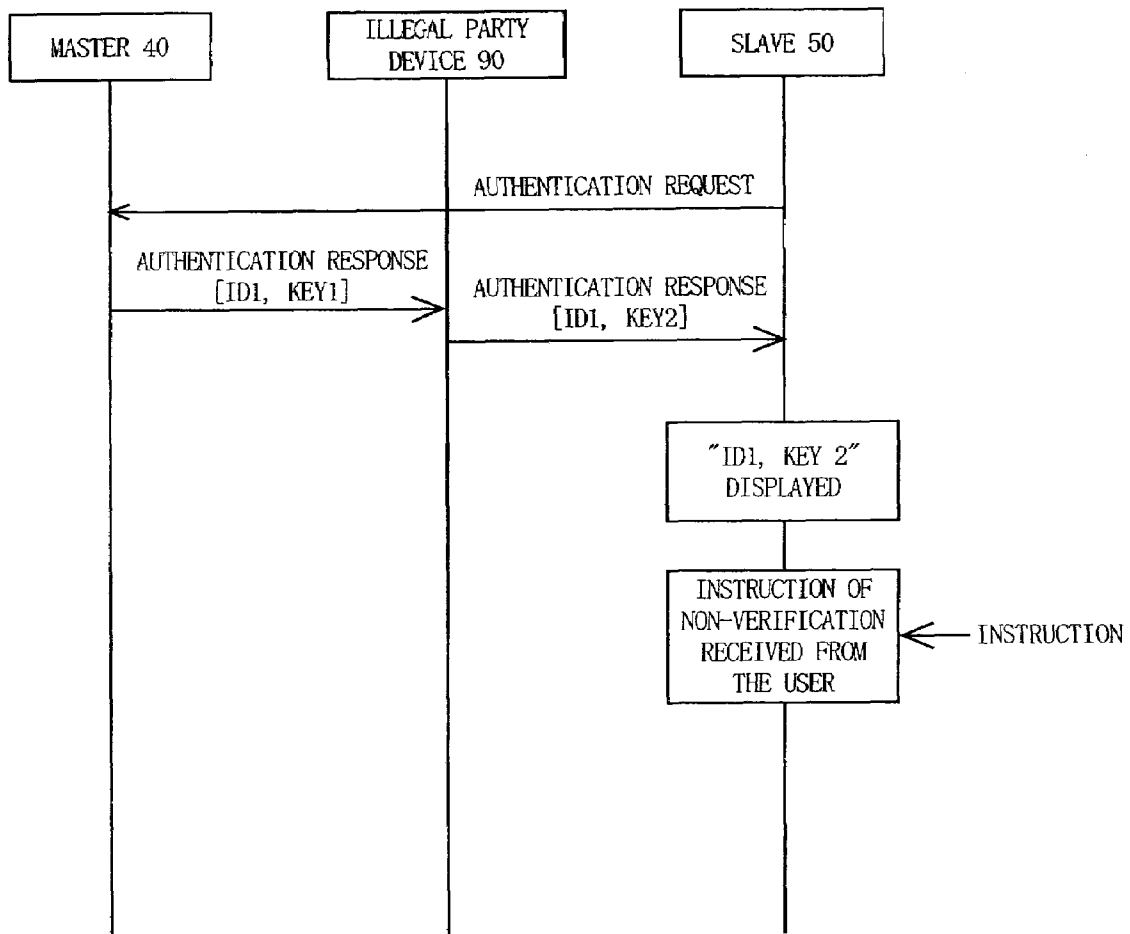 MASTER 40
ILLEGAL PARTY
DEVICE 90
SLAVE 50
AUTHENTICATION REQUEST
AUTHENTICATION RESPONSE
[ID1, KEY1]
AUTHENTICATION RESPONSE
[ID1, KEY2]
"ID1, KEY 2"
DISPLAYED
INSTRUCTION OF
NON-VERIFICATION
RECEIVED FROM
THE USER
INSTRUCTION